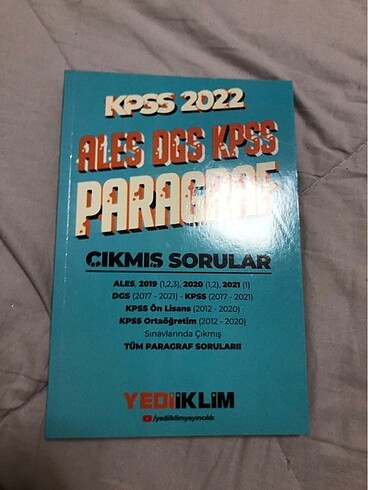 KPSS 2022
ALES DGS KPSS
PARAGRAF
ÇIKMIŞ SORULAR
ALES, 2019 (1,2,3), 2020 (1,2), 2021 (1)
DGS (2017 - 2021) - KPSS (2017 - 2021)
KPSS Ön Lisans (2012 - 2020)
KPSS Ortaöğretim (2012 - 2020)
Sınavlarında Çıkmış
TÜM PARAGRAF SORULARI!
YEDİİKLİM
/yediiklimyayincilik